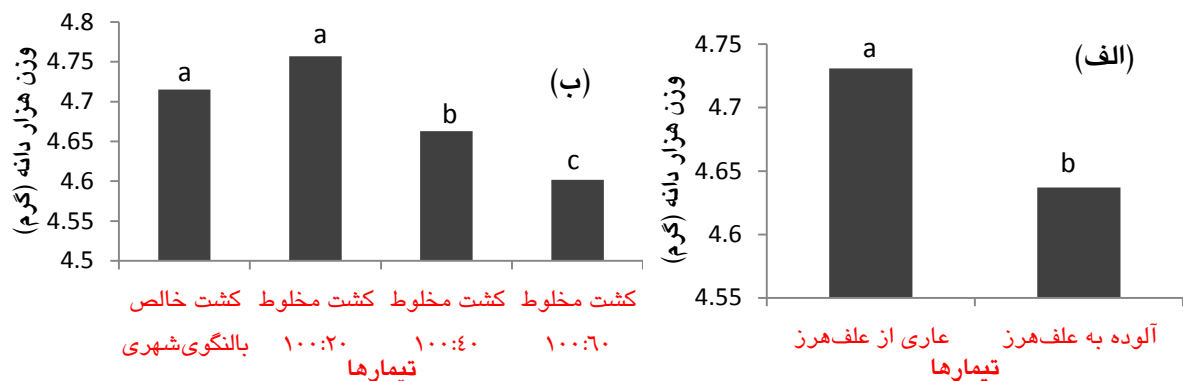 (الف)
وزن هزار دانه (گرم)
4.75
4.7
4.65
4.6
4.55
a
b
عاری از علف‌هرز
آلوده به علف‌هرز
تیمارها
(ب)
وزن هزار دانه (گرم)
4.8
4.75
4.7
4.65
4.6
4.55
4.5
a
a
b
c
کشت خالص
بالنگوی‌شهری
کشت مخلوط
۱۰۰:۲۰
کشت مخلوط
۱۰۰:٤۰
کشت مخلوط
۱۰۰:٦۰
تیمارها